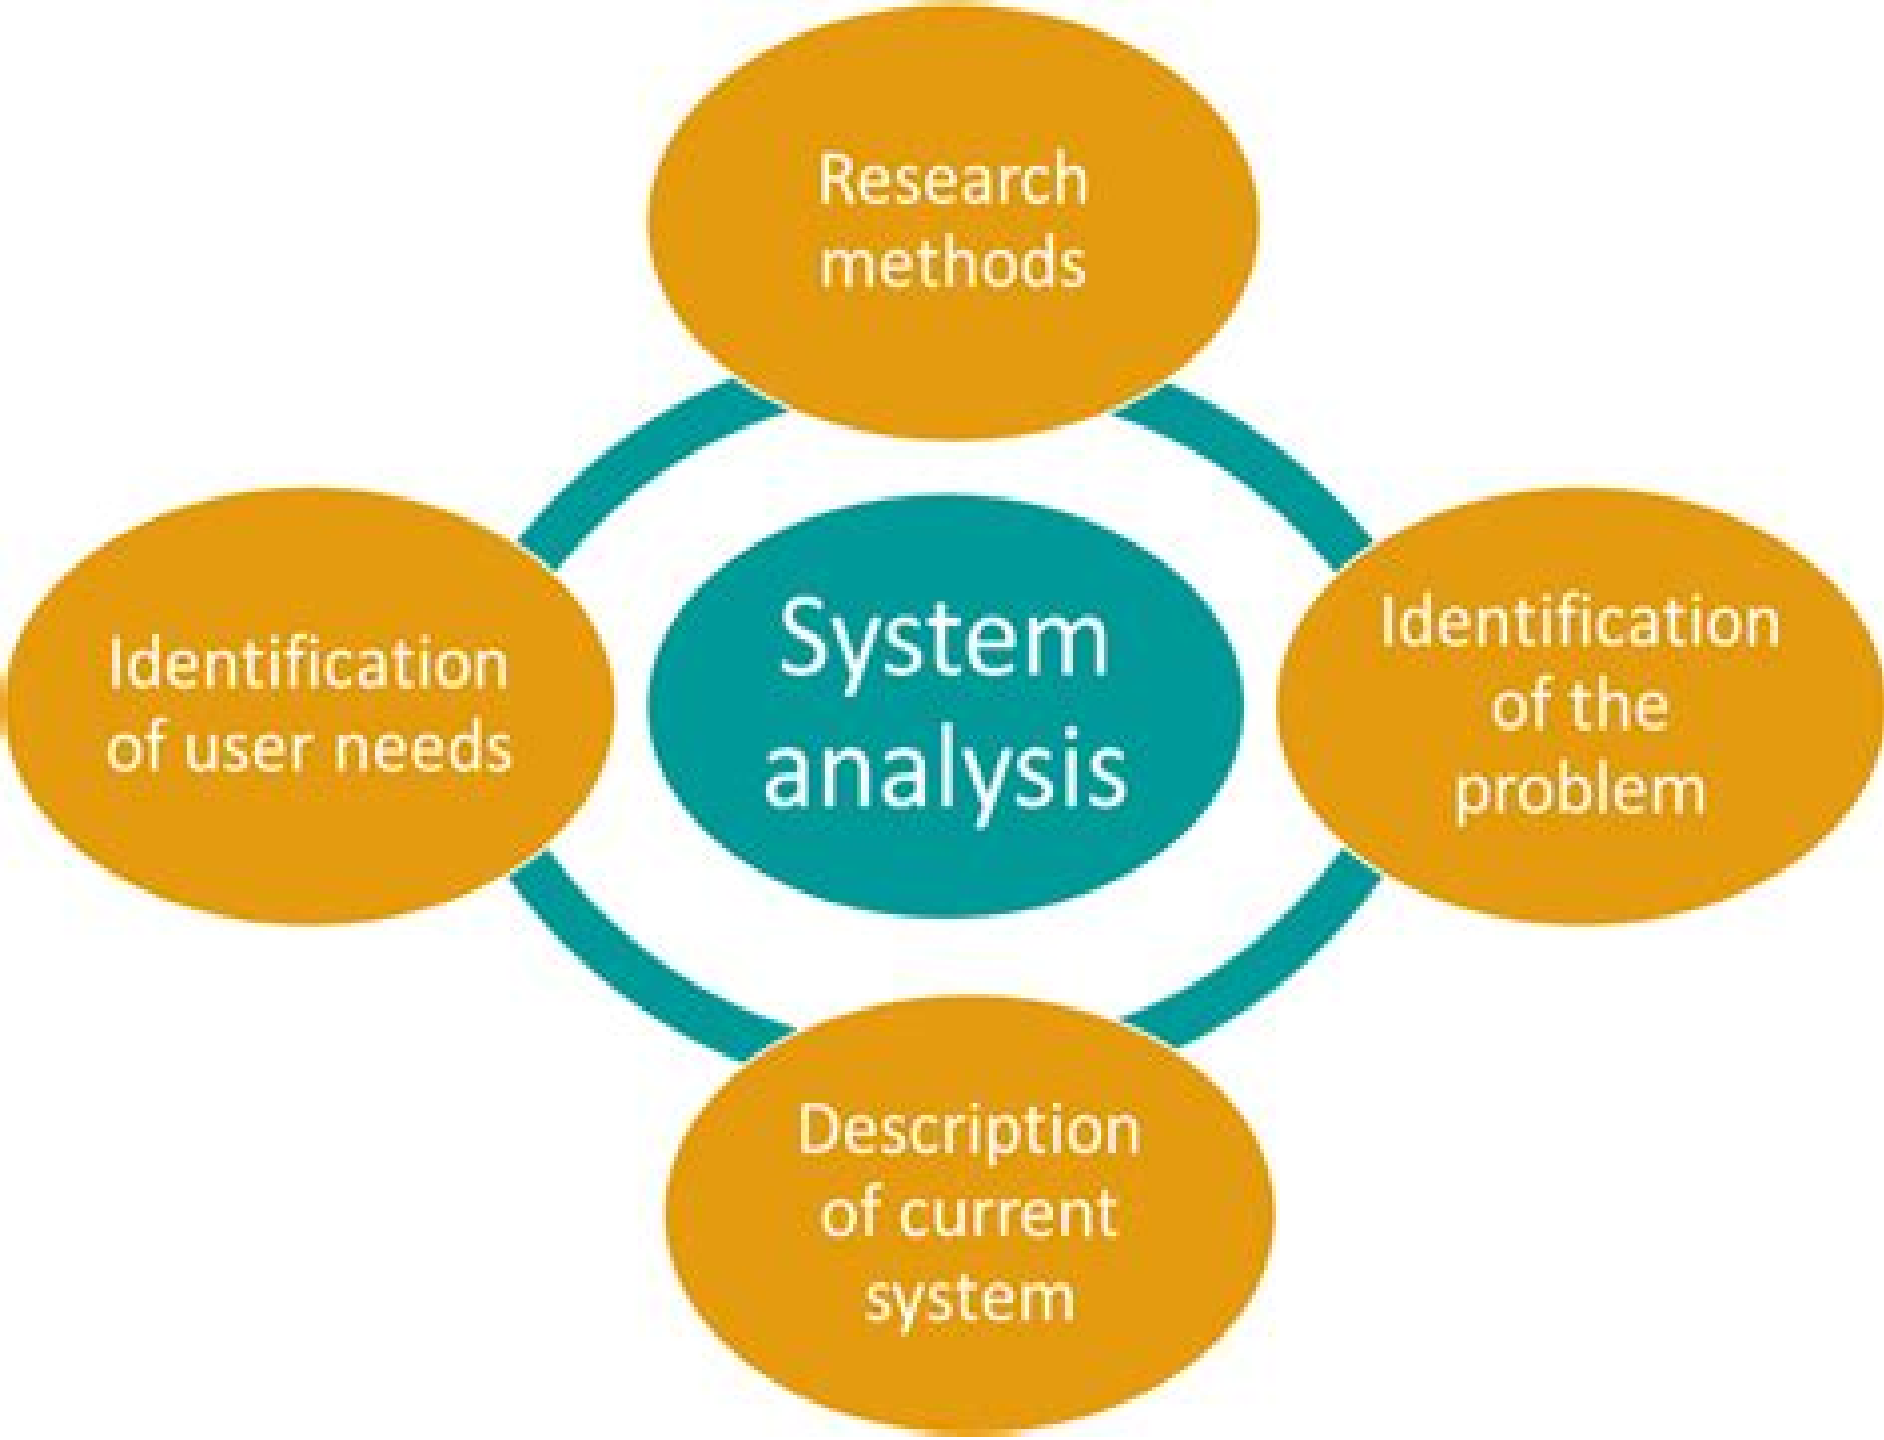 Research
methods
Identification
of user needs
System
analysis
Identification
of the
problem
Description
of current
system